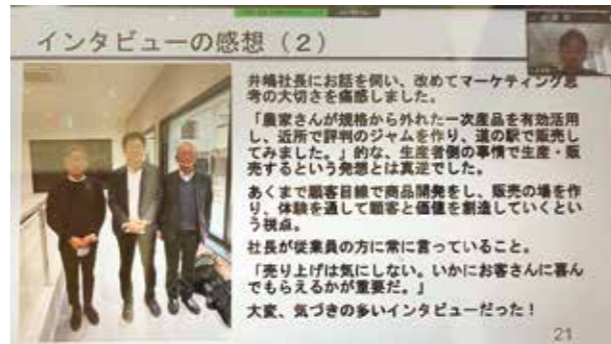 インタビューの感想（2）
井嶋社長にお話を伺い、改めてマーケティング思
考の大切さを痛感しました。
「農家さんが規格から外れた一次産品を有効活用
し、近所で評判のジャムを作り、道の駅で販売し
てみました。」的な、生産者側の事情で生産・販
売するという発想とは真逆でした。
あくまで顧客目線で商品開発をし、販売の場を作
り、体験を通して顧客と価値を創造していくとい
う視点。
社長が従業員の方に常に言っていること。
「売り上げは気にしない。いかにお客さんに喜ん
でもらえるかが重要だ。」
大変、気づきの多いインタビューだった！
21